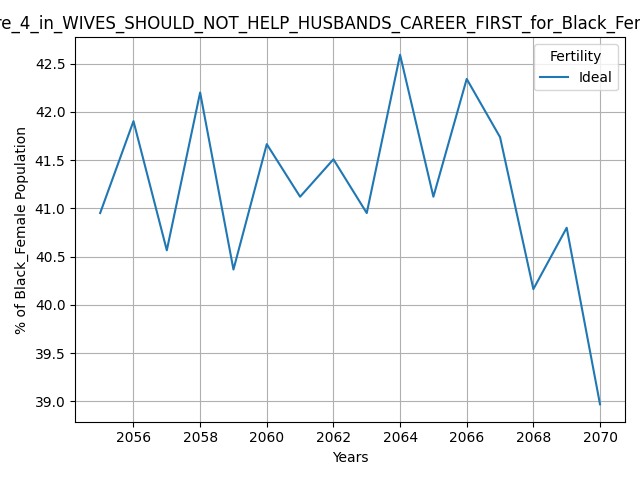 re_4_in_WIVES_SHOULD_NOT_HELP_HUSBANDS_CAREER_FIRST_for_Black_Fem
Fertility
Ideal
42.5
42.0
41.5
41.0
40.5
40.0
39.5
39.0
% of Black_Female Population
2056 2058 2060 2062 2064 2066 2068 2070
Years